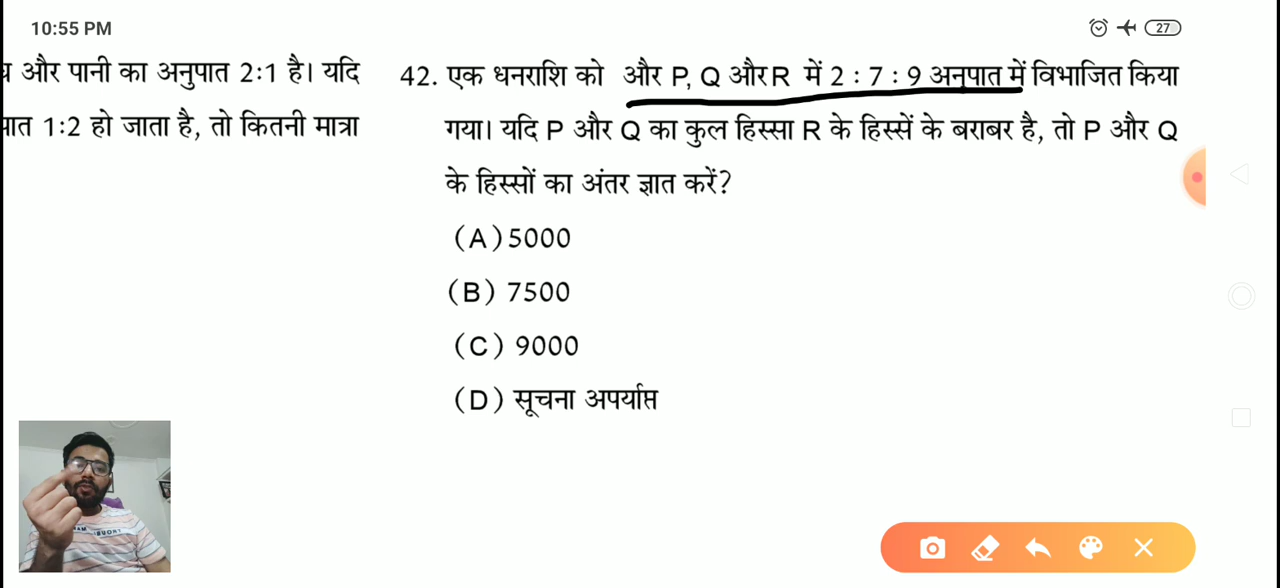 10:55 PM
27
और पानी का अनुपात 2:1 है। यदि
1:2 हो जाता है, तो कितनी मात्रा
42. एक धनराशि को और P, Q और R में 2 : 7 : 9 अनुपात में विभाजित किया
गया। यदि P और Q का कुल हिस्सा R के हिस्सें के बराबर है, तो P और Q
के हिस्सों का अंतर ज्ञात करें?
(A) 5000
(B) 7500
(C) 9000
(D) सूचना अपर्याप्त